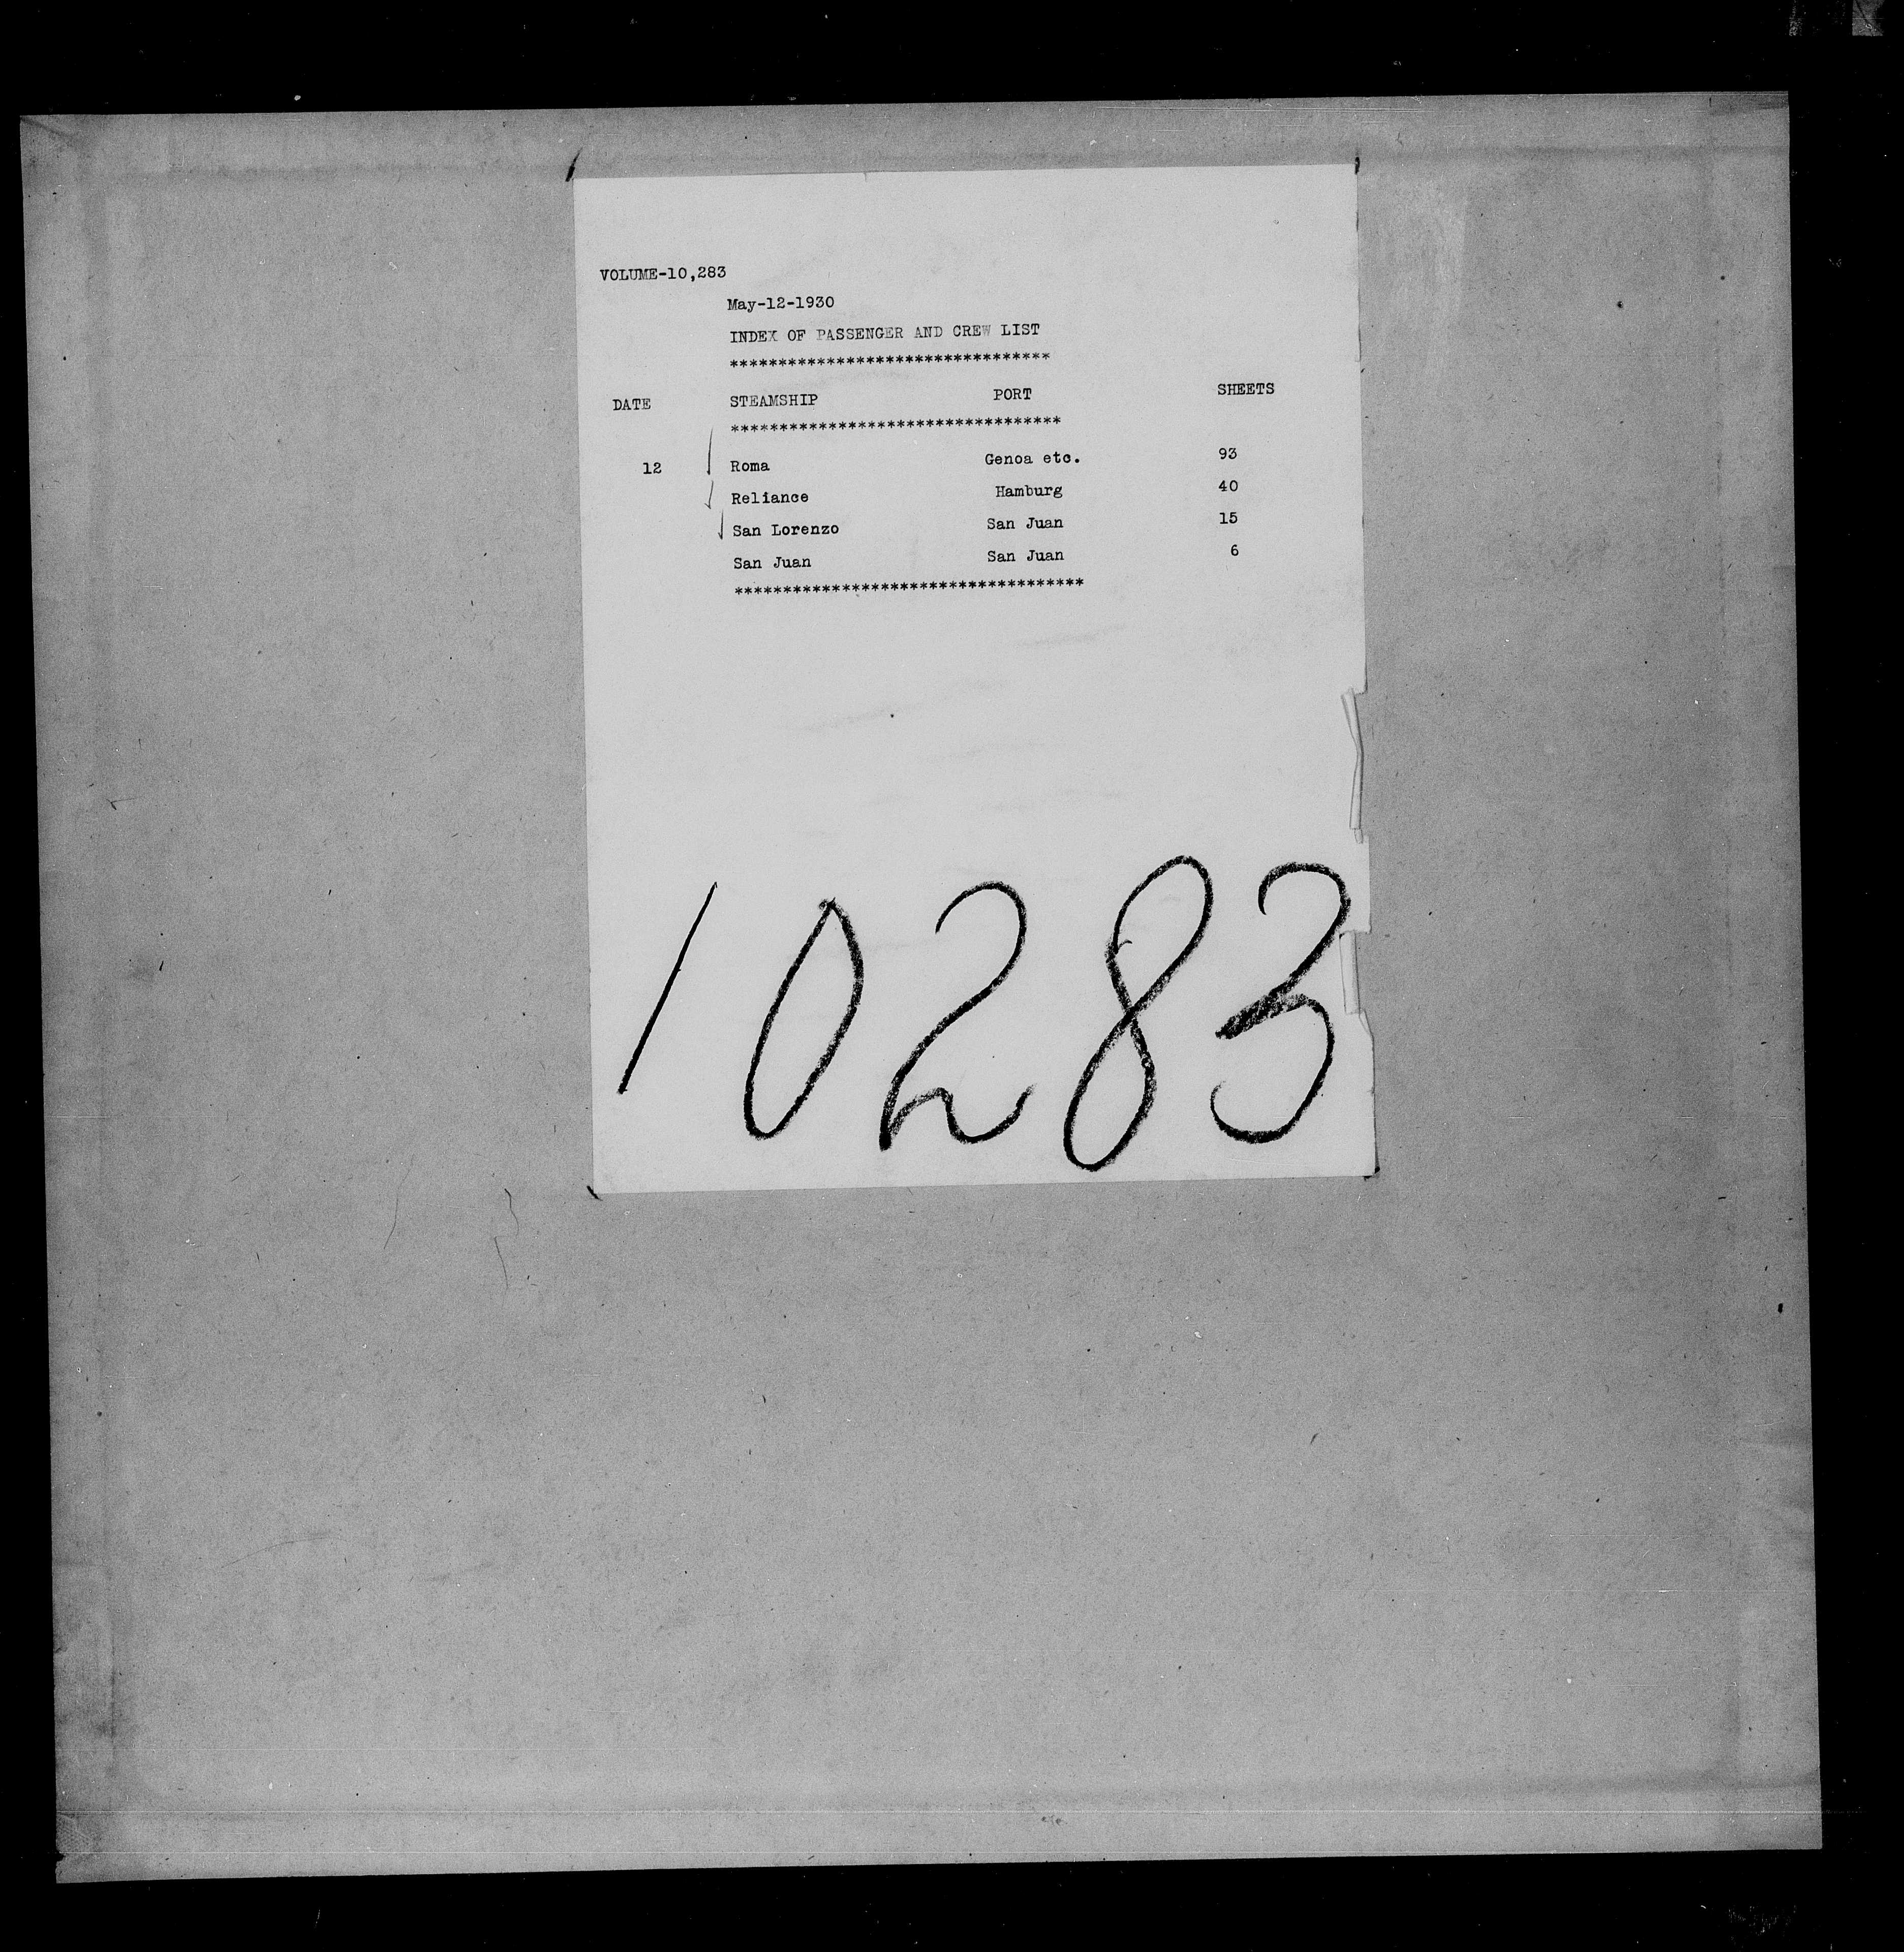 VOLUME-10,283
May-12-1930
INDEX OF PASSENGER AND CREW LIST
*********************************
DATE STEAMSHIP PORT SHEETS
**********************************
12 Roma Genoa etc. 93
Reliance Hamburg 40
San Lorenzo San Juan 15
San Juan San Juan 6
************************************
10283